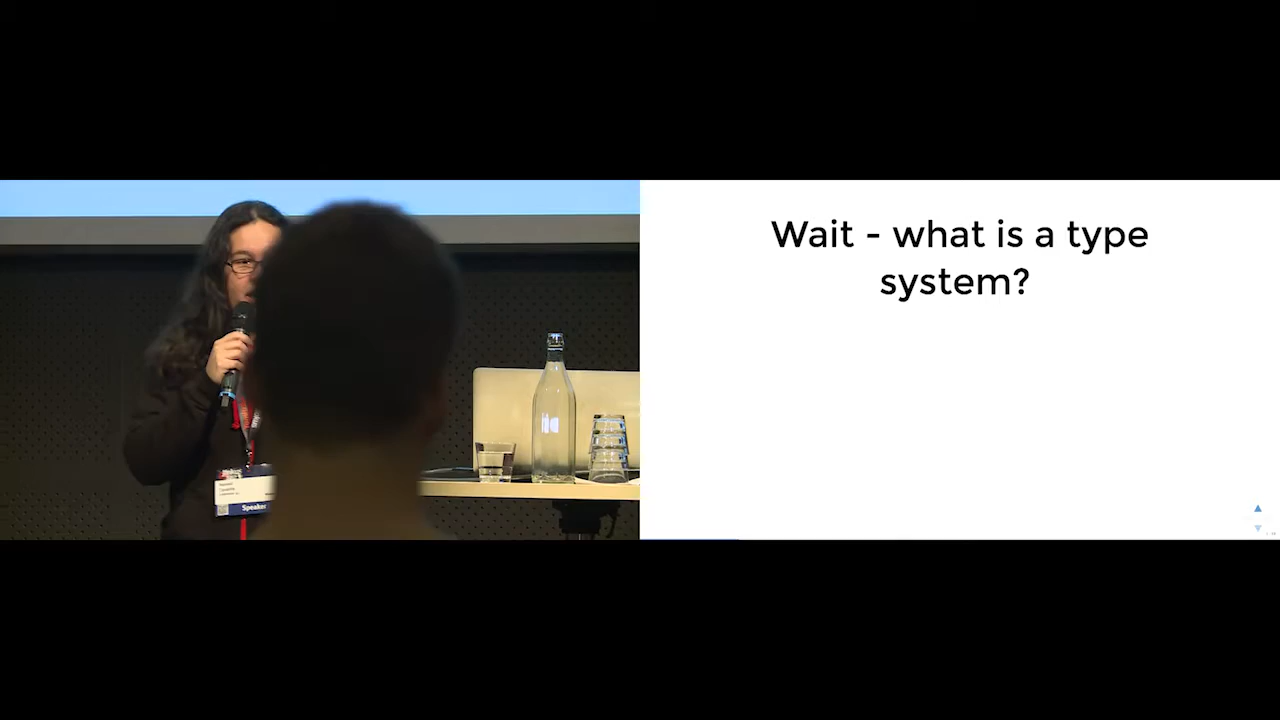 Speaker
Wait - what is a type
system?